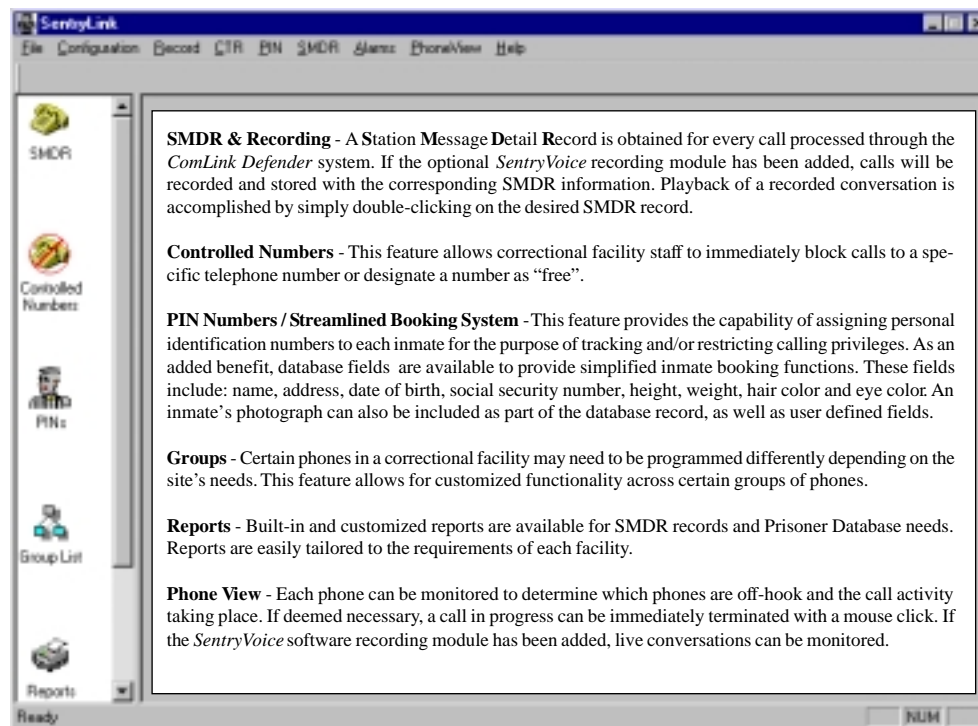 SentryLink
File Configuration Record CTR PIN SMDR Alarms PhoneView Help
SMDR
Controlled
Numbers
PINs
Group List
Reports
SMDR & Recording - A Station Message Detail Record is obtained for every call processed through the
ComLink Defender system. If the optional SentryVoice recording module has been added, calls will be
recorded and stored with the corresponding SMDR information. Playback of a recorded conversation is
accomplished by simply double-clicking on the desired SMDR record.
Controlled Numbers - This feature allows correctional facility staff to immediately block calls to a spe-
cific telephone number or designate a number as “free”.
PIN Numbers / Streamlined Booking System - This feature provides the capability of assigning personal
identification numbers to each inmate for the purpose of tracking and/or restricting calling privileges. As an
added benefit, database fields are available to provide simplified inmate booking functions. These fields
include: name, address, date of birth, social security number, height, weight, hair color and eye color. An
inmate’s photograph can also be included as part of the database record, as well as user defined fields.
Groups - Certain phones in a correctional facility may need to be programmed differently depending on the
site’s needs. This feature allows for customized functionality across certain groups of phones.
Reports - Built-in and customized reports are available for SMDR records and Prisoner Database needs.
Reports are easily tailored to the requirements of each facility.
Phone View - Each phone can be monitored to determine which phones are off-hook and the call activity
taking place. If deemed necessary, a call in progress can be immediately terminated with a mouse click. If
the SentryVoice software recording module has been added, live conversations can be monitored.
Ready NUM